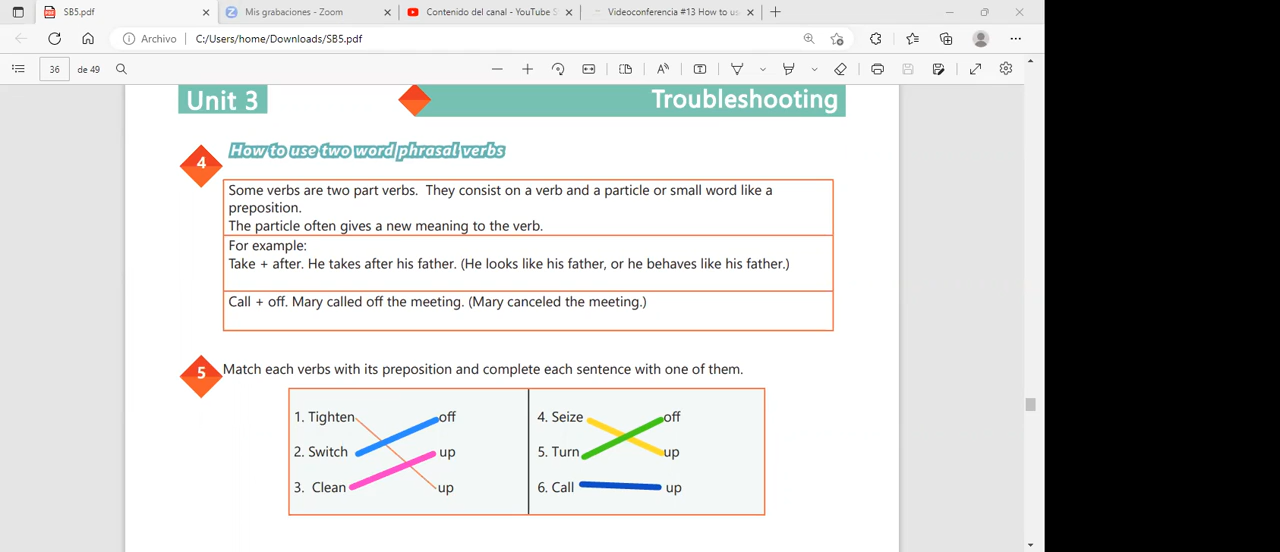 SB5.pdf
Mis grabaciones - Zoom
Contenido del canal - YouTube S
Videoconferencia #13 How to us
Archivo
C:/Users/home/Downloads/SB5.pdf
36
de 49
Unit 3
Troubleshooting
4
How to use two word phrasal verbs
Some verbs are two part verbs. They consist on a verb and a particle or small word like a
preposition.
The particle often gives a new meaning to the verb.
For example:
Take + after. He takes after his father. (He looks like his father, or he behaves like his father.)
Call + off. Mary called off the meeting. (Mary canceled the meeting.)
5
Match each verbs with its preposition and complete each sentence with one of them.
1. Tighten
off
2. Switch
up
3. Clean
up
4. Seize
off
5. Turn
up
6. Call
up